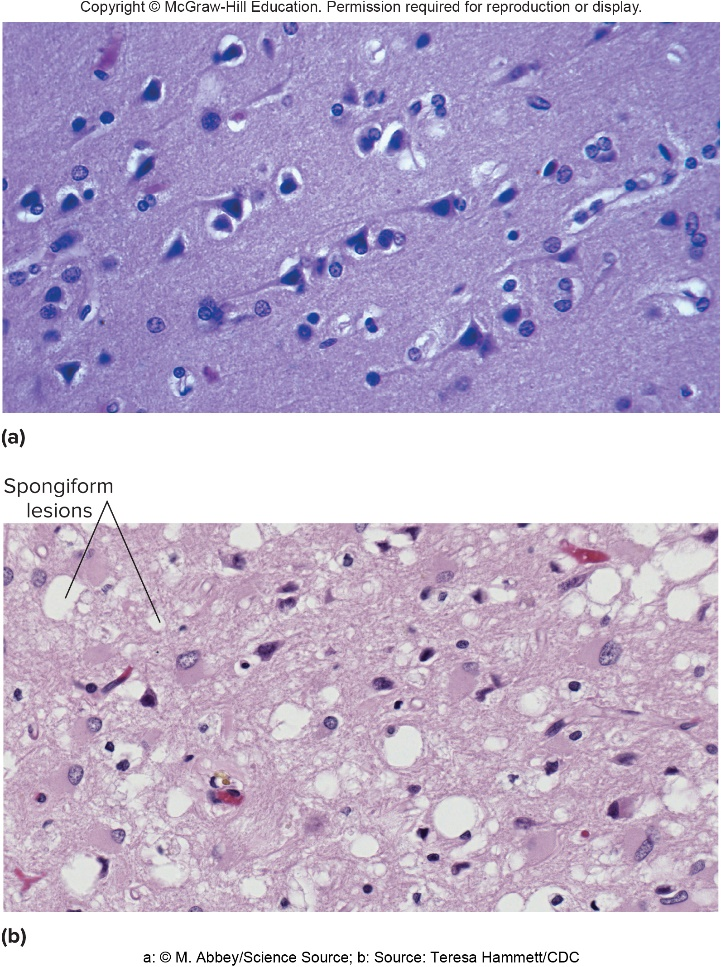 Copyright © McGraw-Hill Education. Permission required for reproduction or display.
(a)
Spongiform
lesions
(b)
a: © M. Abbey/Science Source; b: Source: Teresa Hammett/CDC